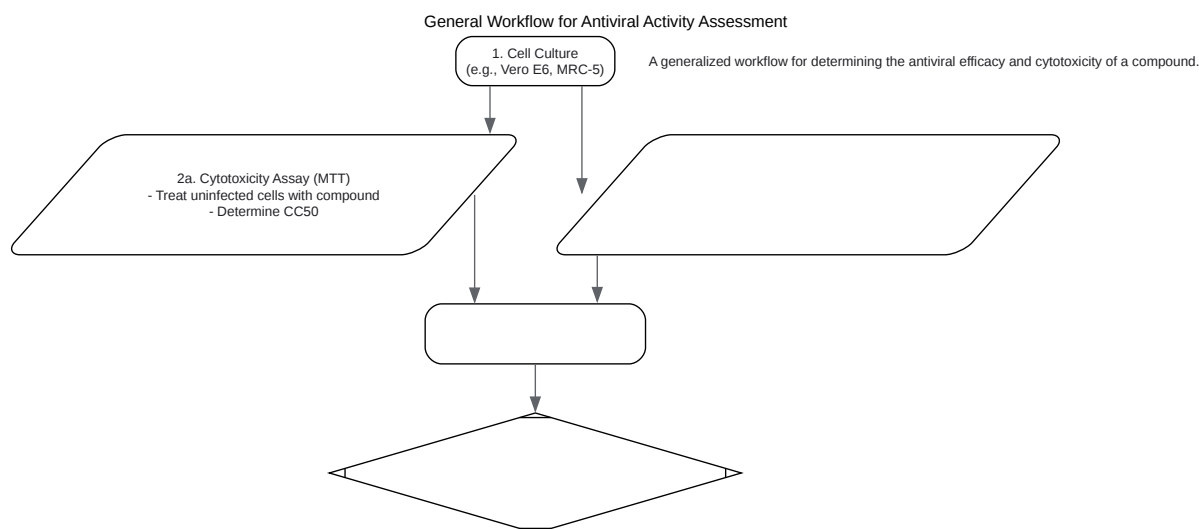 General Workflow for Antiviral Activity Assessment
1. Cell Culture
(e.g., Vero E6, MRC-5)
A generalized workflow for determining the antiviral efficacy and cytotoxicity of a compound.
2a. Cytotoxicity Assay (MTT)
- Treat uninfected cells with compound
- Determine CC50